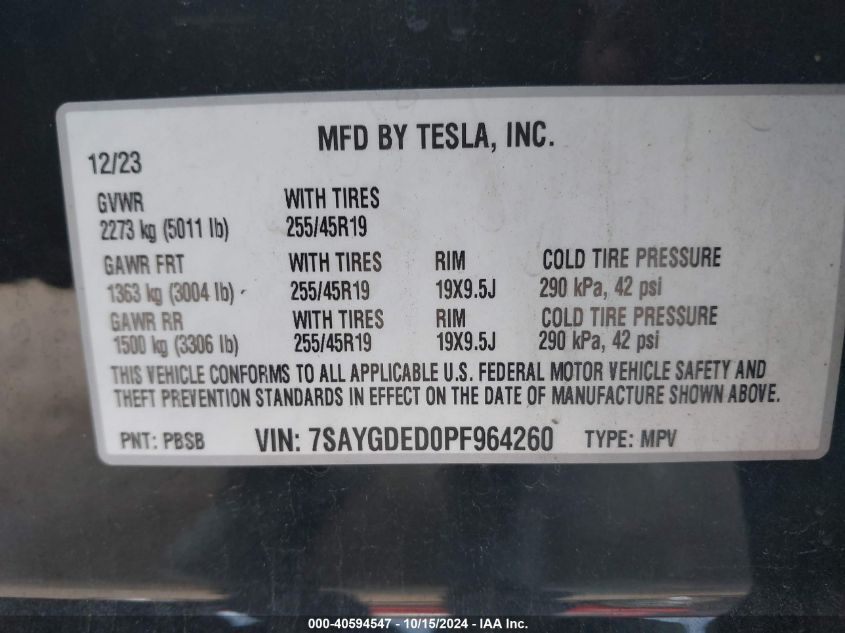 MFD BY TESLA, INC.
12/23
GVWR WITH TIRES
2273 kg (5011 lb) 255/45R19
GAWR FRT WITH TIRES RIM COLD TIRE PRESSURE
1363 kg (3004 lb) 255/45R19 19X9.5J 290 kPa, 42 psi
GAWR RR WITH TIRES RIM COLD TIRE PRESSURE
1500 kg (3306 lb) 255/45R19 19X9.5J 290 kPa, 42 psi
THIS VEHICLE CONFORMS TO ALL APPLICABLE U.S. FEDERAL MOTOR VEHICLE SAFETY AND
THEFT PREVENTION STANDARDS IN EFFECT ON THE DATE OF MANUFACTURE SHOWN ABOVE.
PNT: PBSB VIN: 7SAYGDED0PF964260 TYPE: MPV
000-40594547 - 10/15/2024 - IAA Inc.